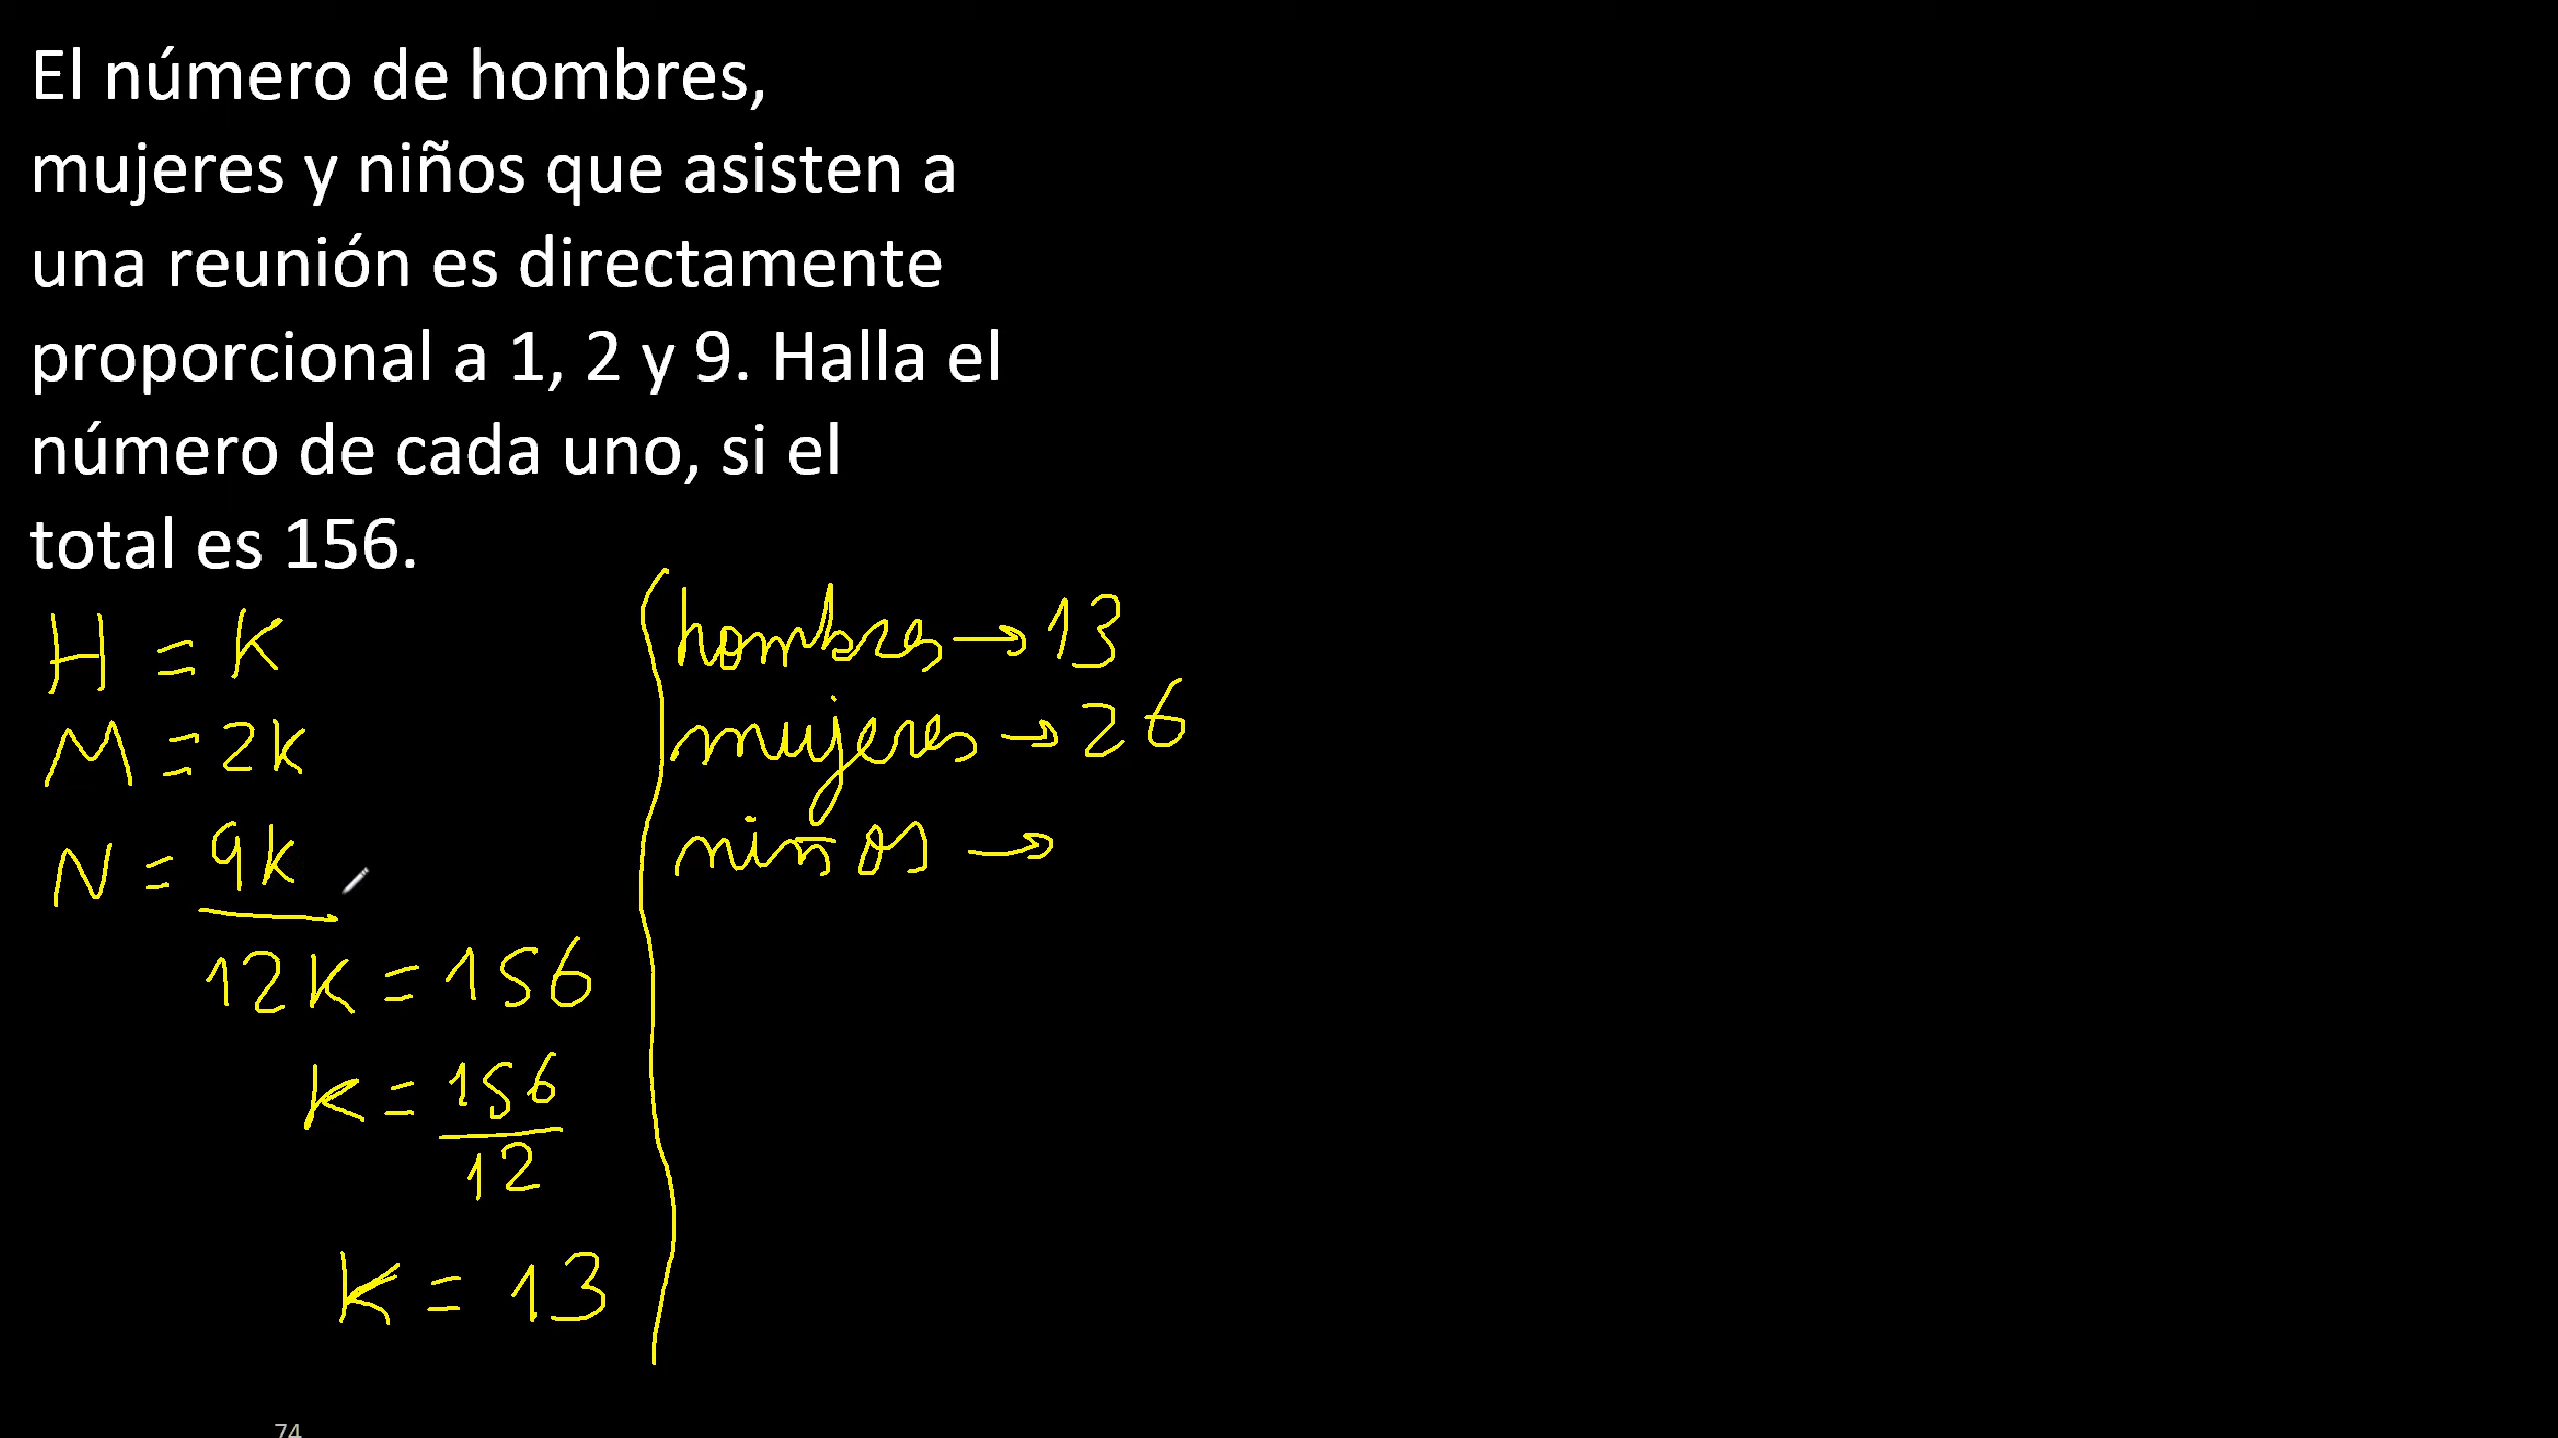 El número de hombres,
mujeres y niños que asisten a
una reunión es directamente
proporcional a 1, 2 y 9. Halla el
número de cada uno, si el
total es 156.
H = K
M = 2K
N = 9K
12K = 156
K = 156
12
K = 13
hombres → 13
mujeres → 26
niños →
74